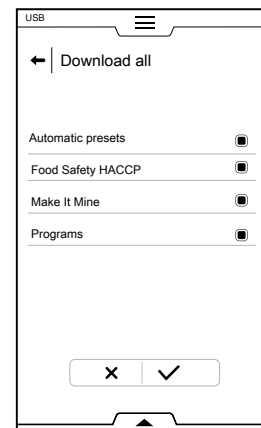 USB
Download all
Automatic presets
Food Safety HACCP
Make It Mine
Programs